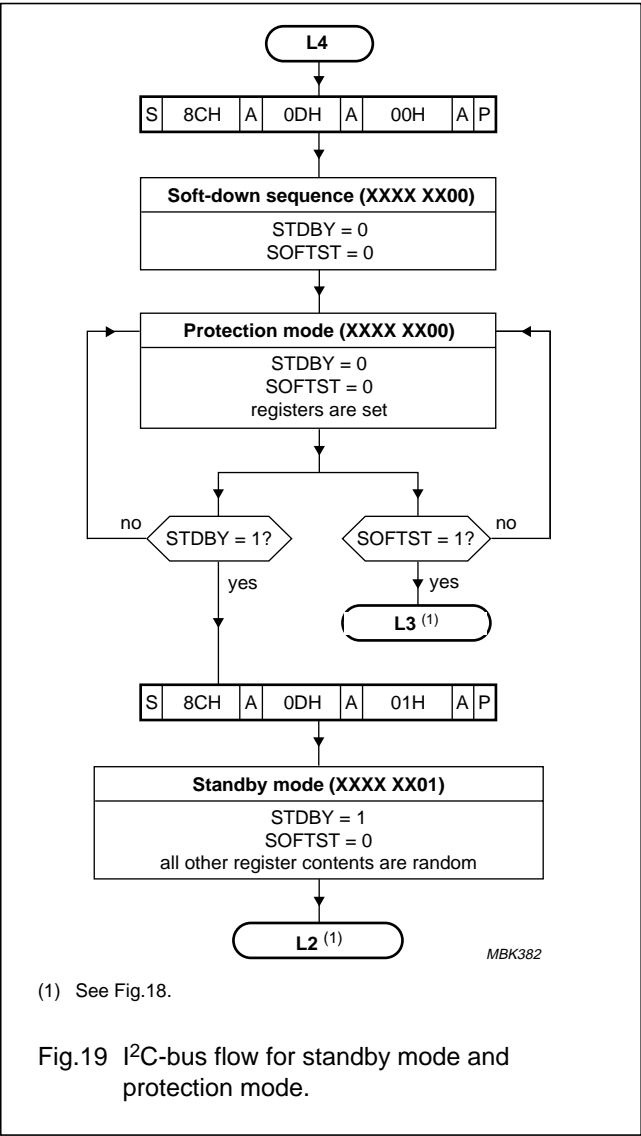 L4
S 8CH A 0DH A 00H A P
Soft-down sequence (XXXX XX00)
STDBY = 0
SOFTST = 0
Protection mode (XXXX XX00)
STDBY = 0
SOFTST = 0
registers are set
no STDBY = 1? SOFTST = 1? no
yes yes
L3 (1)
S 8CH A 0DH A 01H A P
Standby mode (XXXX XX01)
STDBY = 1
SOFTST = 0
all other register contents are random
L2 (1)
MBK382
(1) See Fig.18.
Fig.19 I²C-bus flow for standby mode and
protection mode.